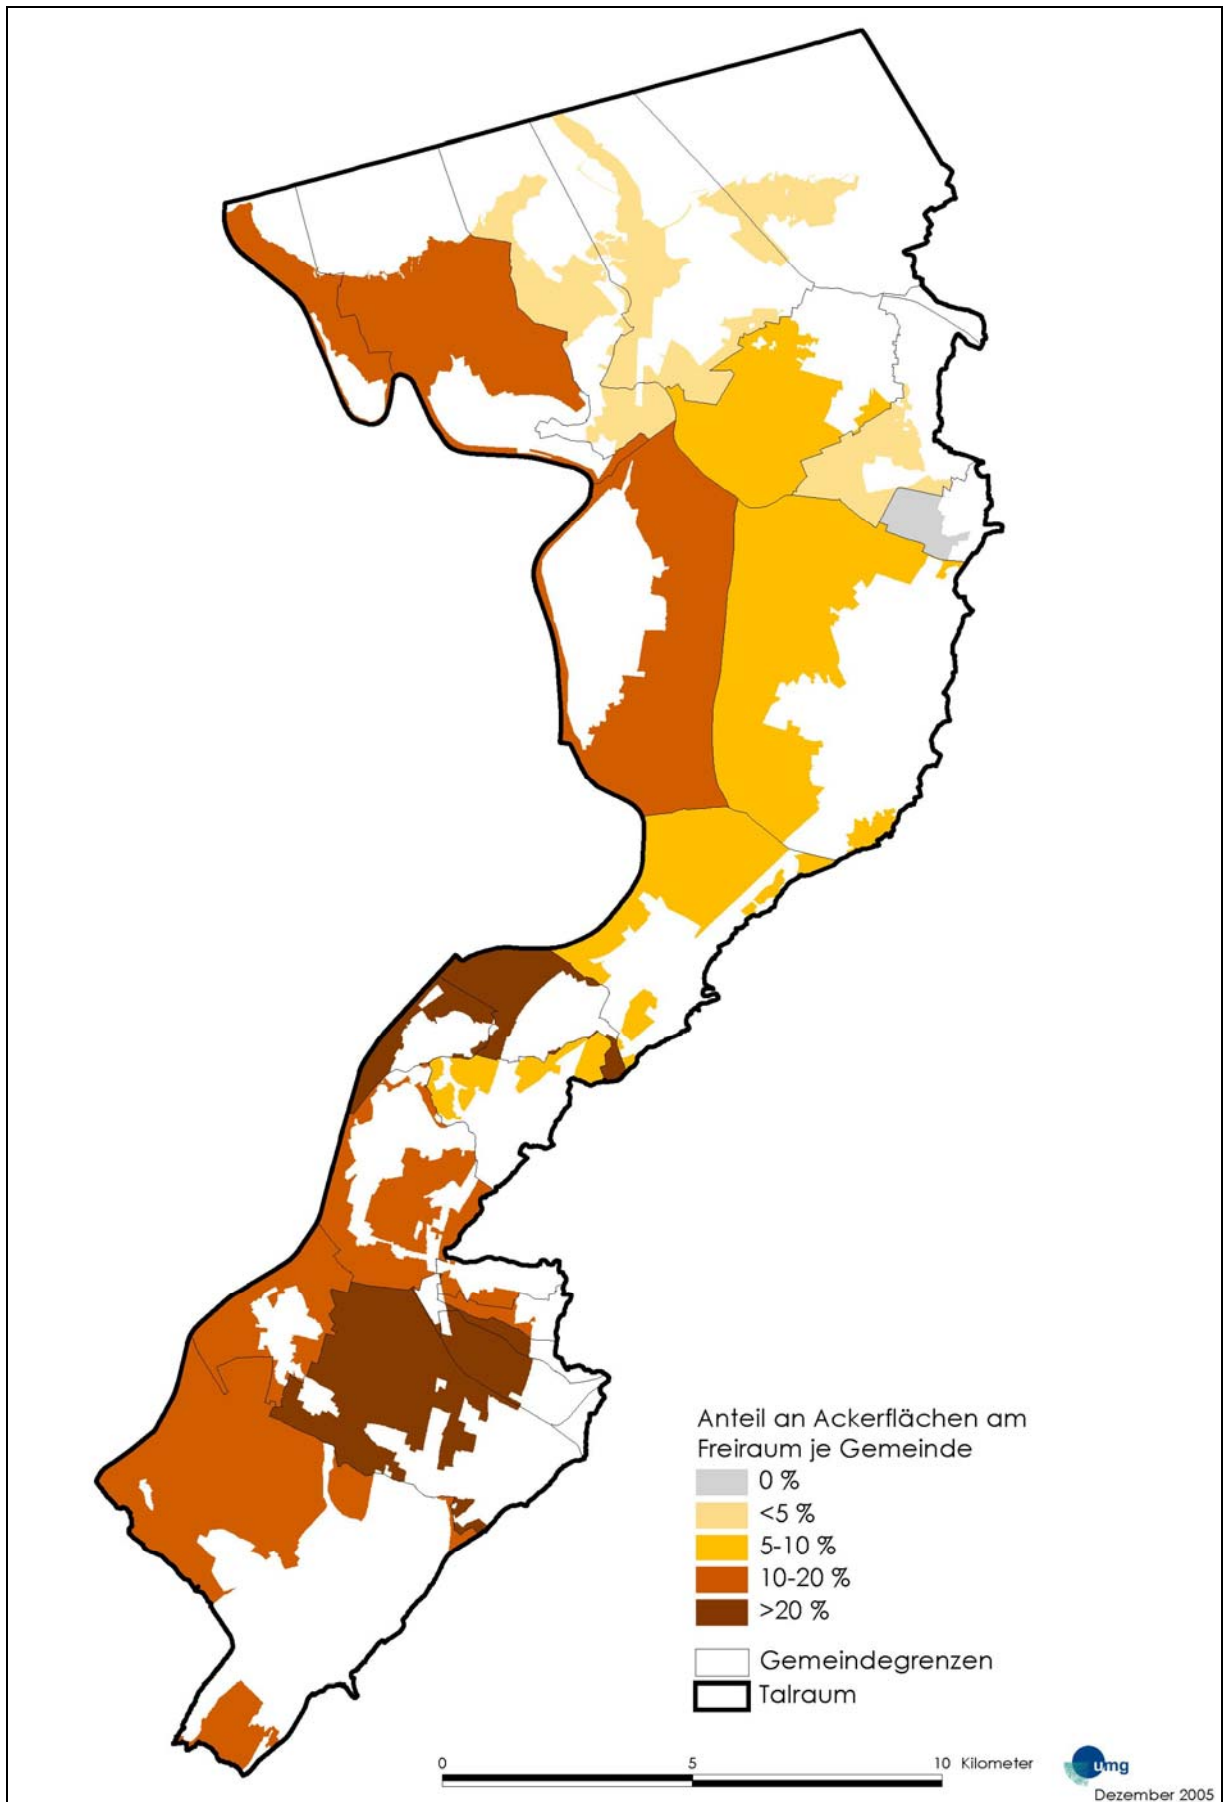 Anteil an Ackerflächen am
Freiraum je Gemeinde
0 %
<5 %
5-10 %
10-20 %
>20 %
Gemeindegrenzen
Talraum
0 5 10 Kilometer
umg
Dezember 2005